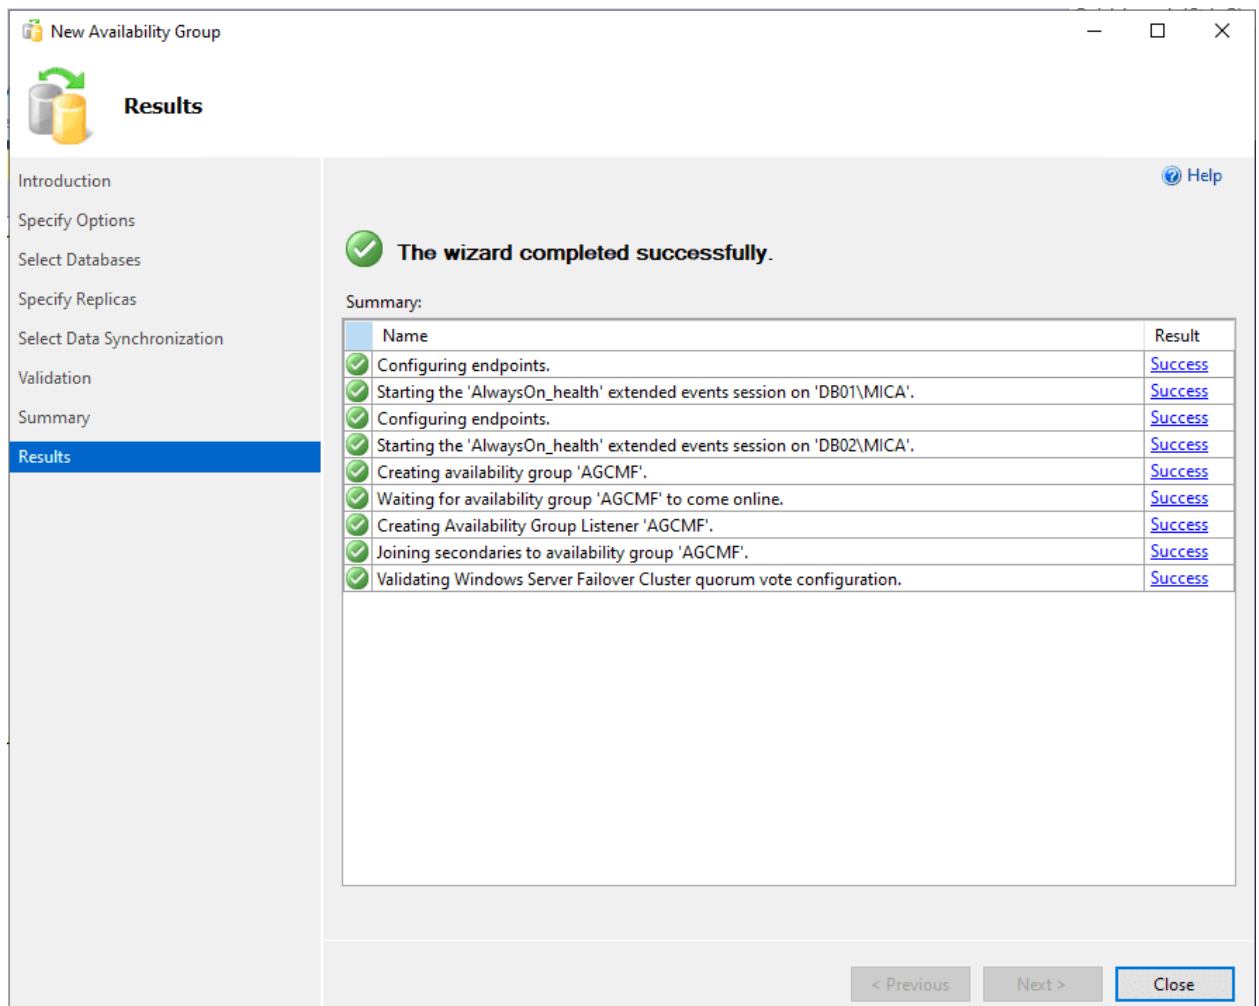 New Availability Group
Results
Introduction
Specify Options
Select Databases
Specify Replicas
Select Data Synchronization
Validation
Summary
Results
Help
The wizard completed successfully.
Summary:
Name Result
Configuring endpoints. Success
Starting the 'AlwaysOn_health' extended events session on 'DB01\MICA'. Success
Configuring endpoints. Success
Starting the 'AlwaysOn_health' extended events session on 'DB02\MICA'. Success
Creating availability group 'AGCMF'. Success
Waiting for availability group 'AGCMF' to come online. Success
Creating Availability Group Listener 'AGCMF'. Success
Joining secondaries to availability group 'AGCMF'. Success
Validating Windows Server Failover Cluster quorum vote configuration. Success
< Previous Next > Close